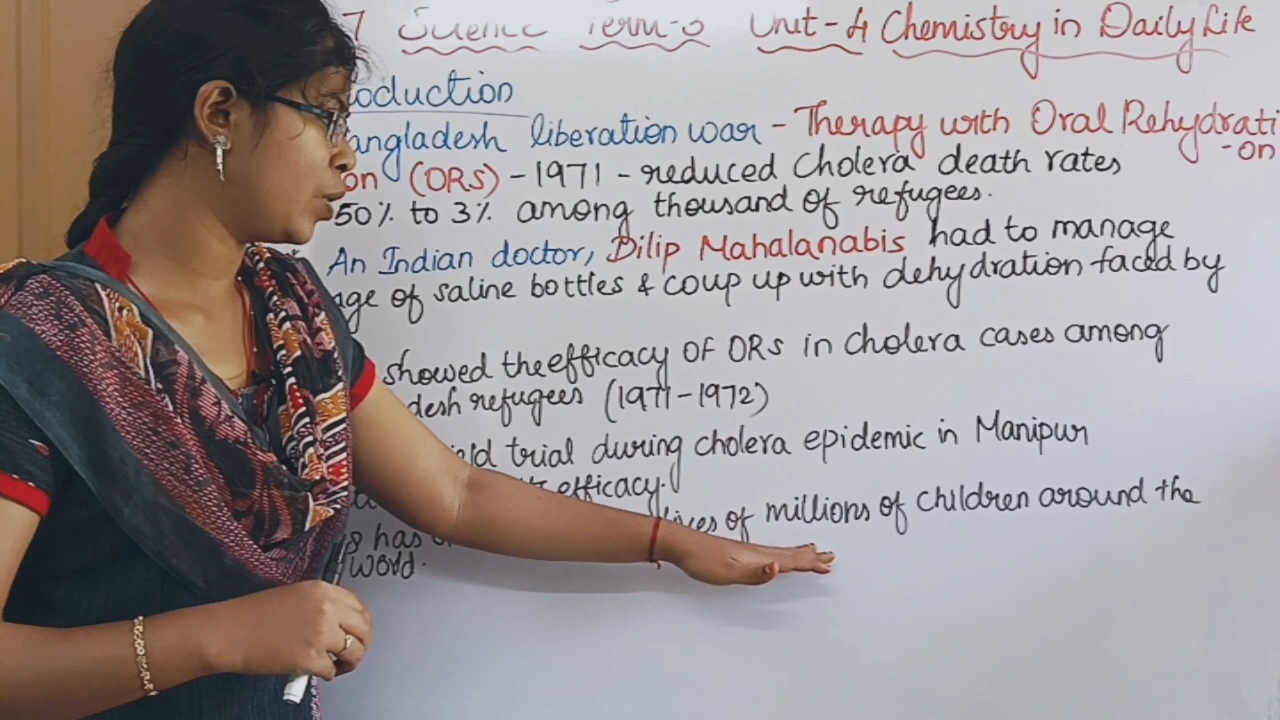 7 Science Term-3 Unit-4 Chemistry in Daily Life
oduction
angladesh liberation war - Therapy with Oral Rehydrati
-on
on (ORS) - 1971 - reduced Cholera death rates
50% to 3% among thousand of refugees.
An Indian doctor, Dilip Mahalanabis had to manage
age of saline bottles & coup up with dehydration faced by
showed the efficacy OF ORS in cholera cases among
desh refugees (1971-1972)
ld trial during cholera epidemic in Manipur
efficacy.
s has lives of millions of children around the
World.